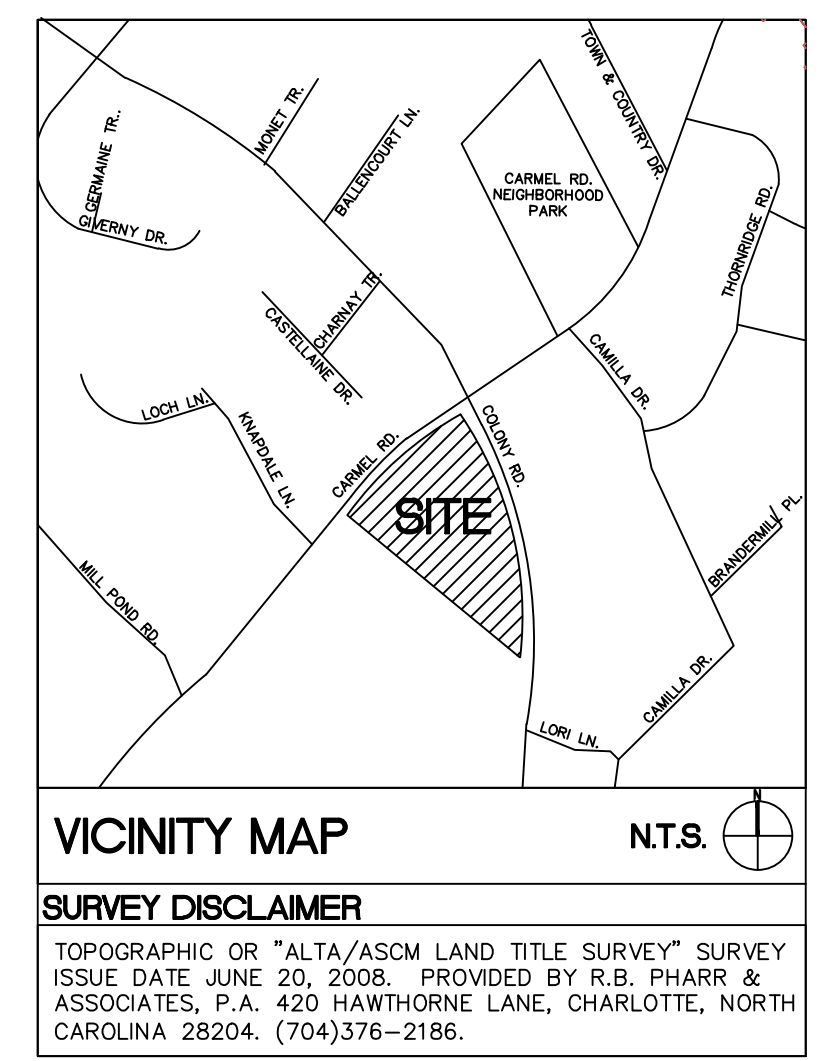 TOWN & COUNTRY DR.
MONET TR.
BALLENCOURT LN.
GERMAINE TR..
GIVERNY DR.
CARMEL RD.
NEIGHBORHOOD
PARK
THORNRIDGE RD.
CHARNAY TR.
CASTELLAINE DR.
CAMILLA DR.
LOCH LN.
KNAPDALE LN.
CARMEL RD.
COLONY RD.
SITE
BRANDERMILL PL.
MILL POND RD.
CAMILLA DR.
LORI LN.
VICINITY MAP
N.T.S.
N
SURVEY DISCLAIMER
TOPOGRAPHIC OR "ALTA/ASCM LAND TITLE SURVEY" SURVEY
ISSUE DATE JUNE 20, 2008. PROVIDED BY R.B. PHARR &
ASSOCIATES, P.A. 420 HAWTHORNE LANE, CHARLOTTE, NORTH
CAROLINA 28204. (704)376-2186.